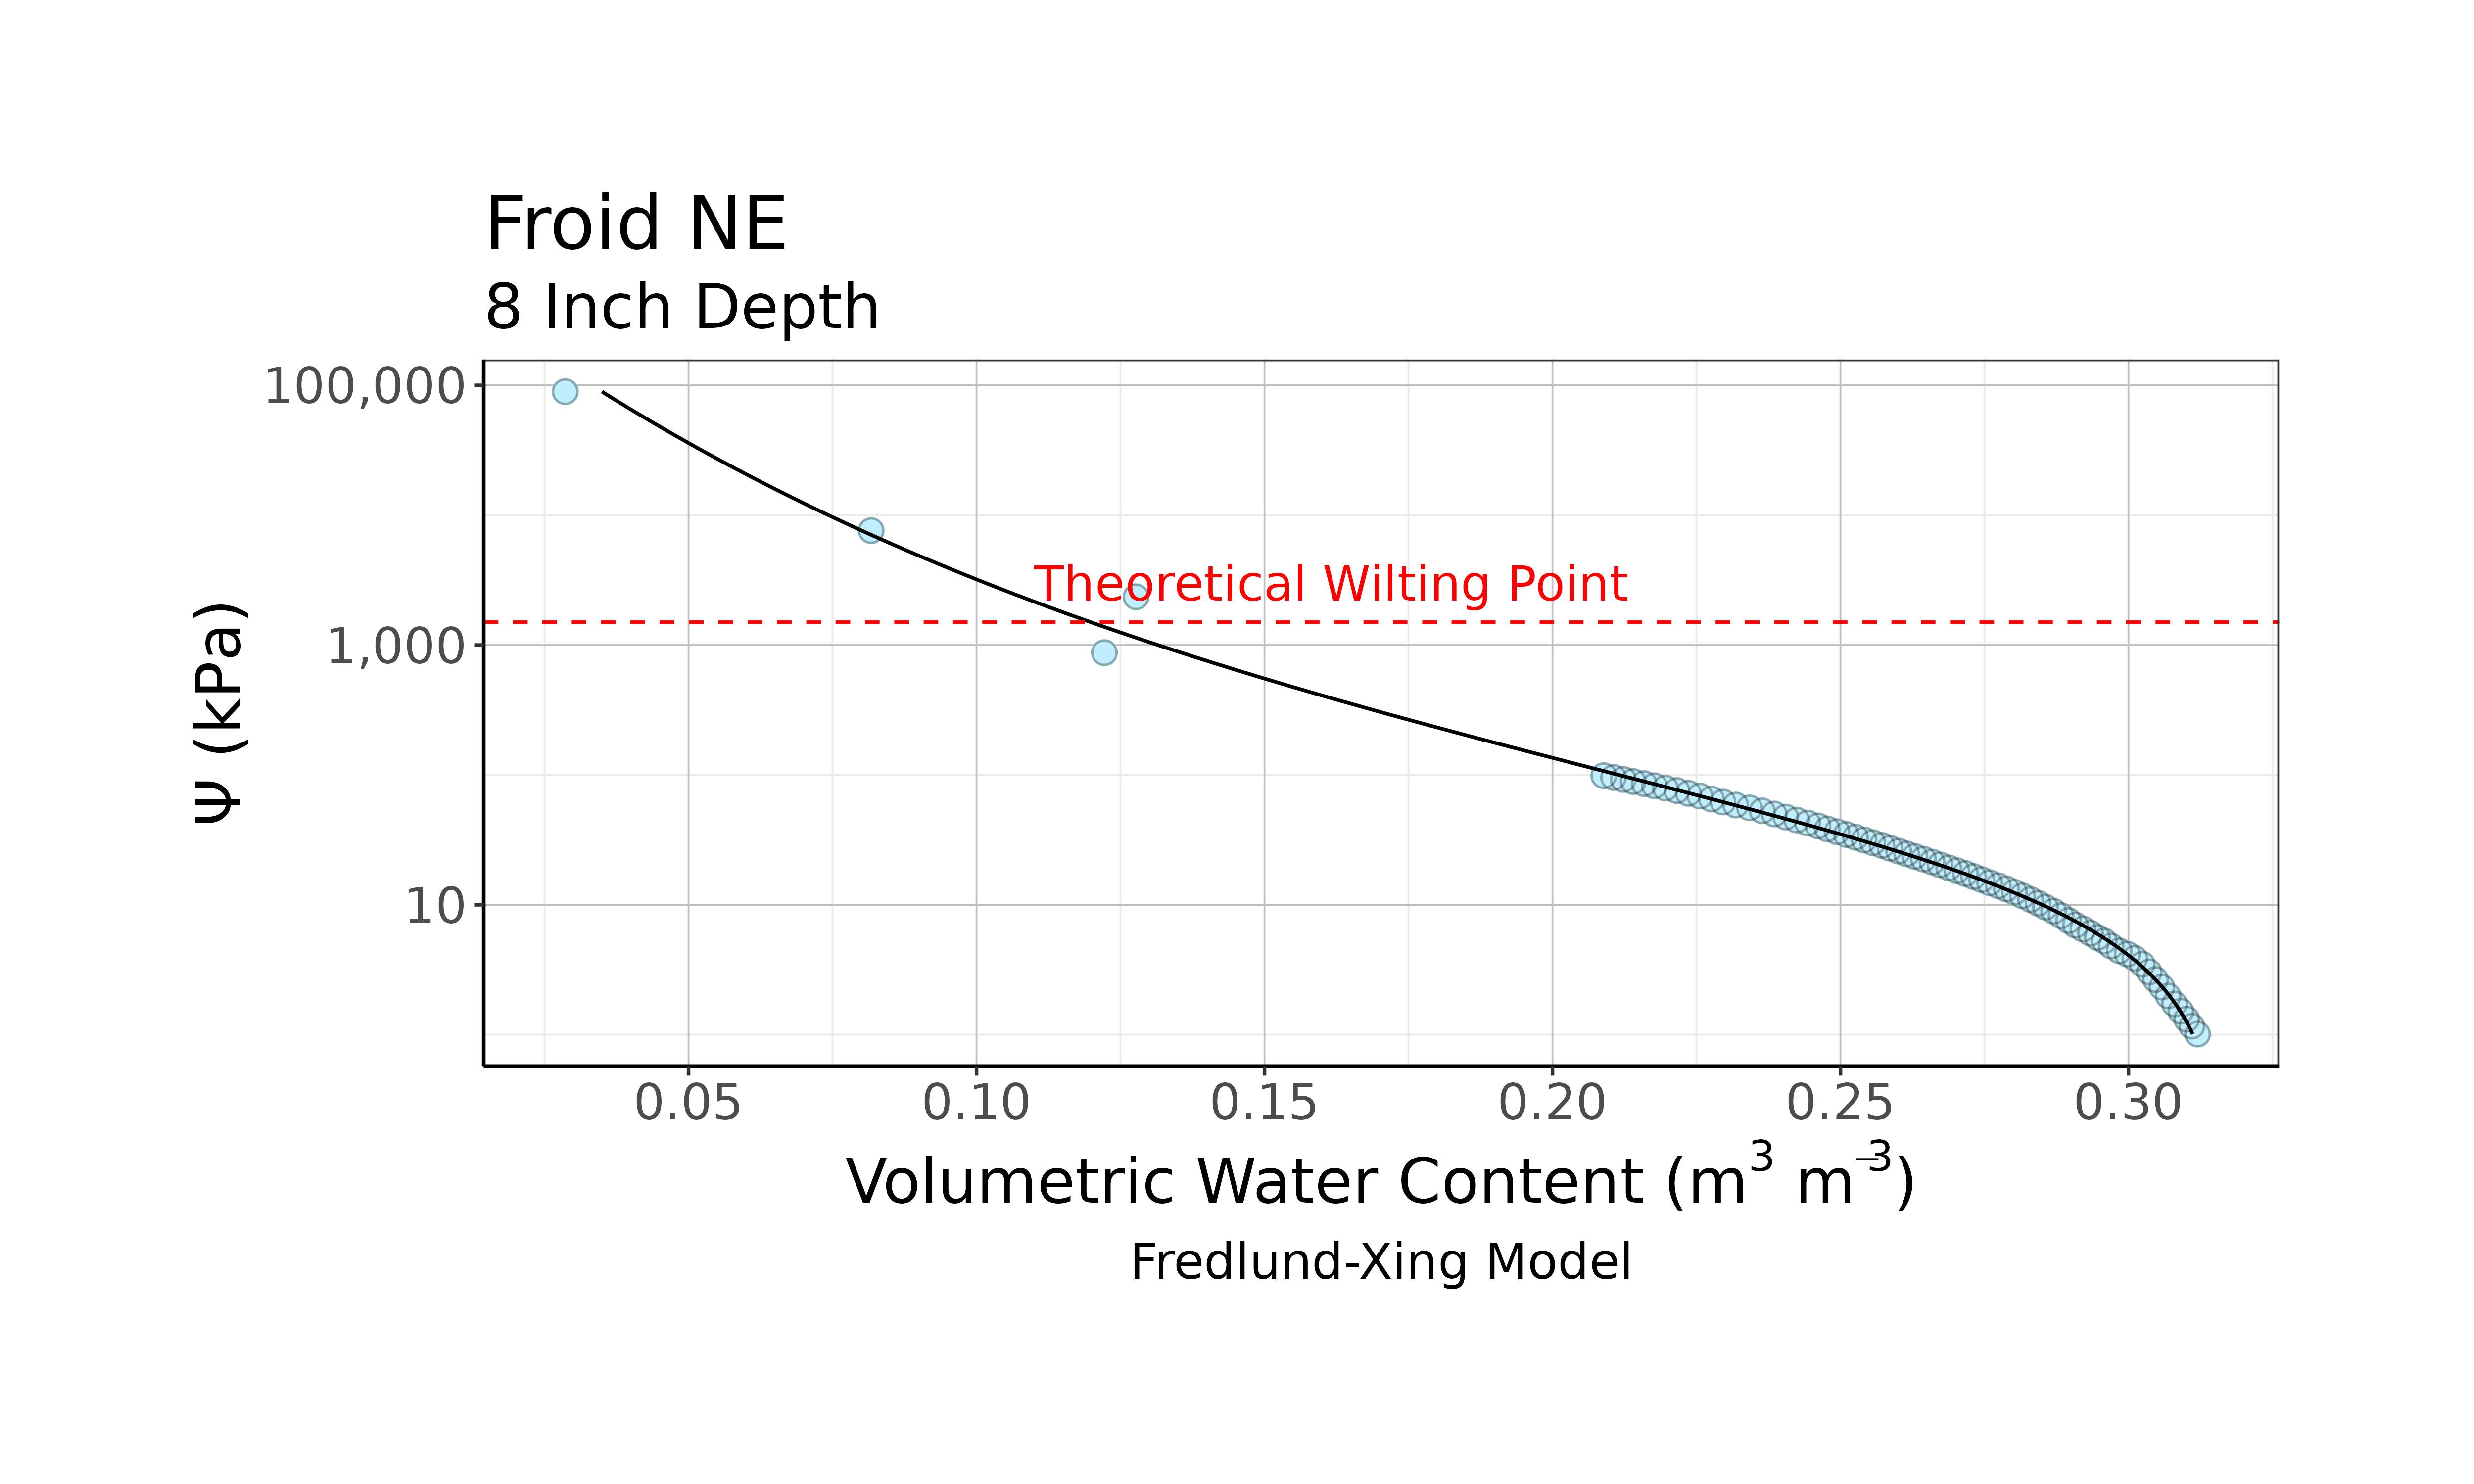 Froid NE
8 Inch Depth
100,000
1,000
10
Ψ (kPa)
Theoretical Wilting Point
0.05 0.10 0.15 0.20 0.25 0.30
Volumetric Water Content (m³ m⁻³)
Fredlund-Xing Model